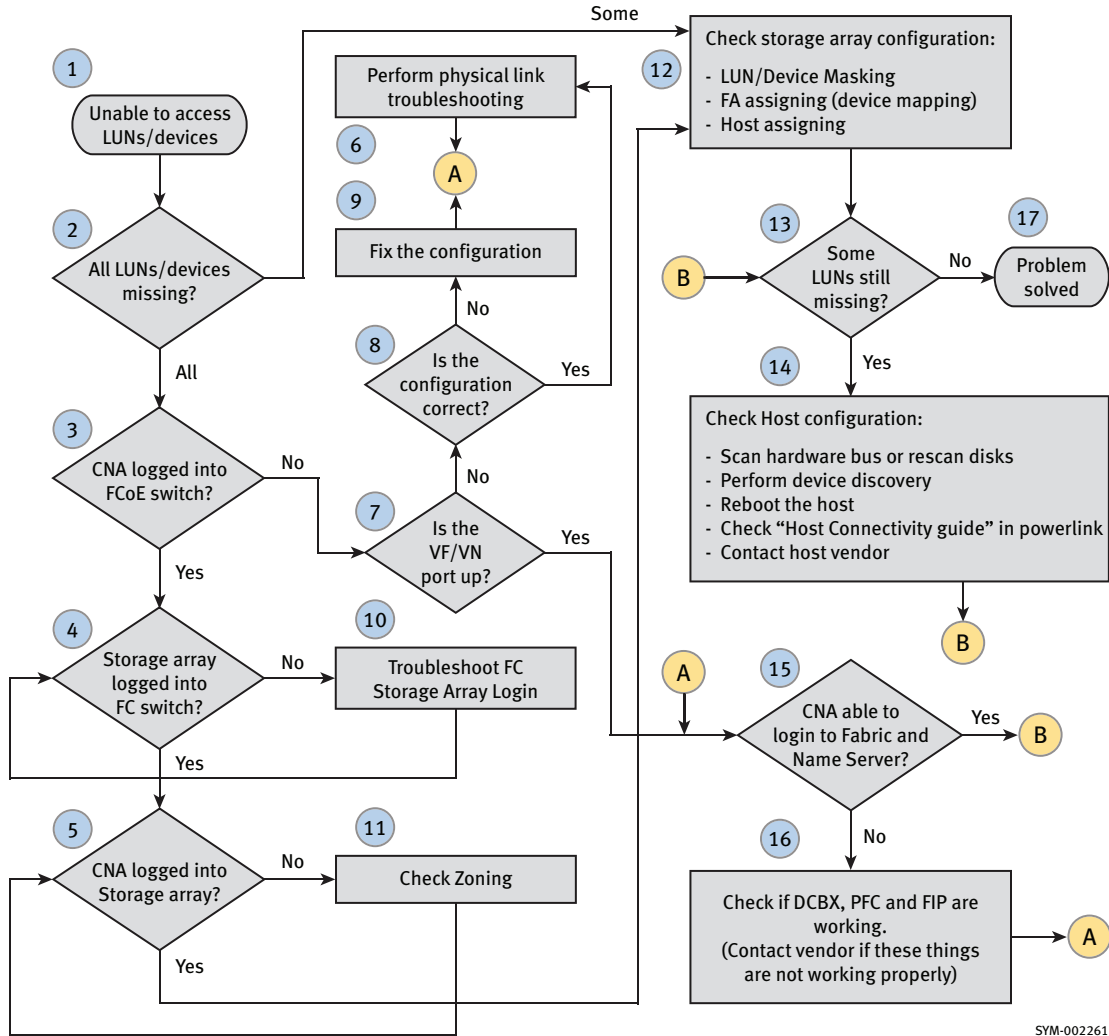 1
Unable to access
LUNs/devices
2
All LUNs/devices
missing?
Some
All
3
CNA logged into
FCoE switch?
No
Yes
4
Storage array
logged into
FC switch?
No
Yes
5
CNA logged into
Storage array?
No
Yes
Perform physical link
troubleshooting
6
A
9
Fix the configuration
No
8
Is the
configuration
correct?
Yes
No
7
Is the
VF/VN
port up?
Yes
10
Troubleshoot FC
Storage Array Login
11
Check Zoning
12
Check storage array configuration:
- LUN/Device Masking
- FA assigning (device mapping)
- Host assigning
13
B
Some
LUNs still
missing?
No
17
Problem
solved
Yes
14
Check Host configuration:
- Scan hardware bus or rescan disks
- Perform device discovery
- Reboot the host
- Check “Host Connectivity guide” in powerlink
- Contact host vendor
B
A
15
CNA able to
login to Fabric and
Name Server?
Yes
B
No
16
Check if DCBX, PFC and FIP are
working.
(Contact vendor if these things
are not working properly)
A
SYM-002261